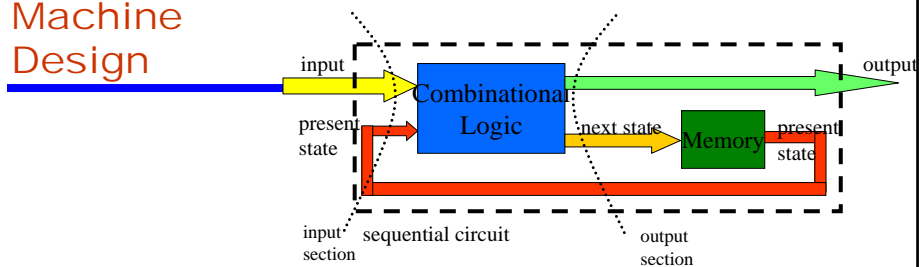 Machine
Design
input
output
Combinational
Logic
present
state
next state
Memory
present
state
input
section
sequential circuit
output
section